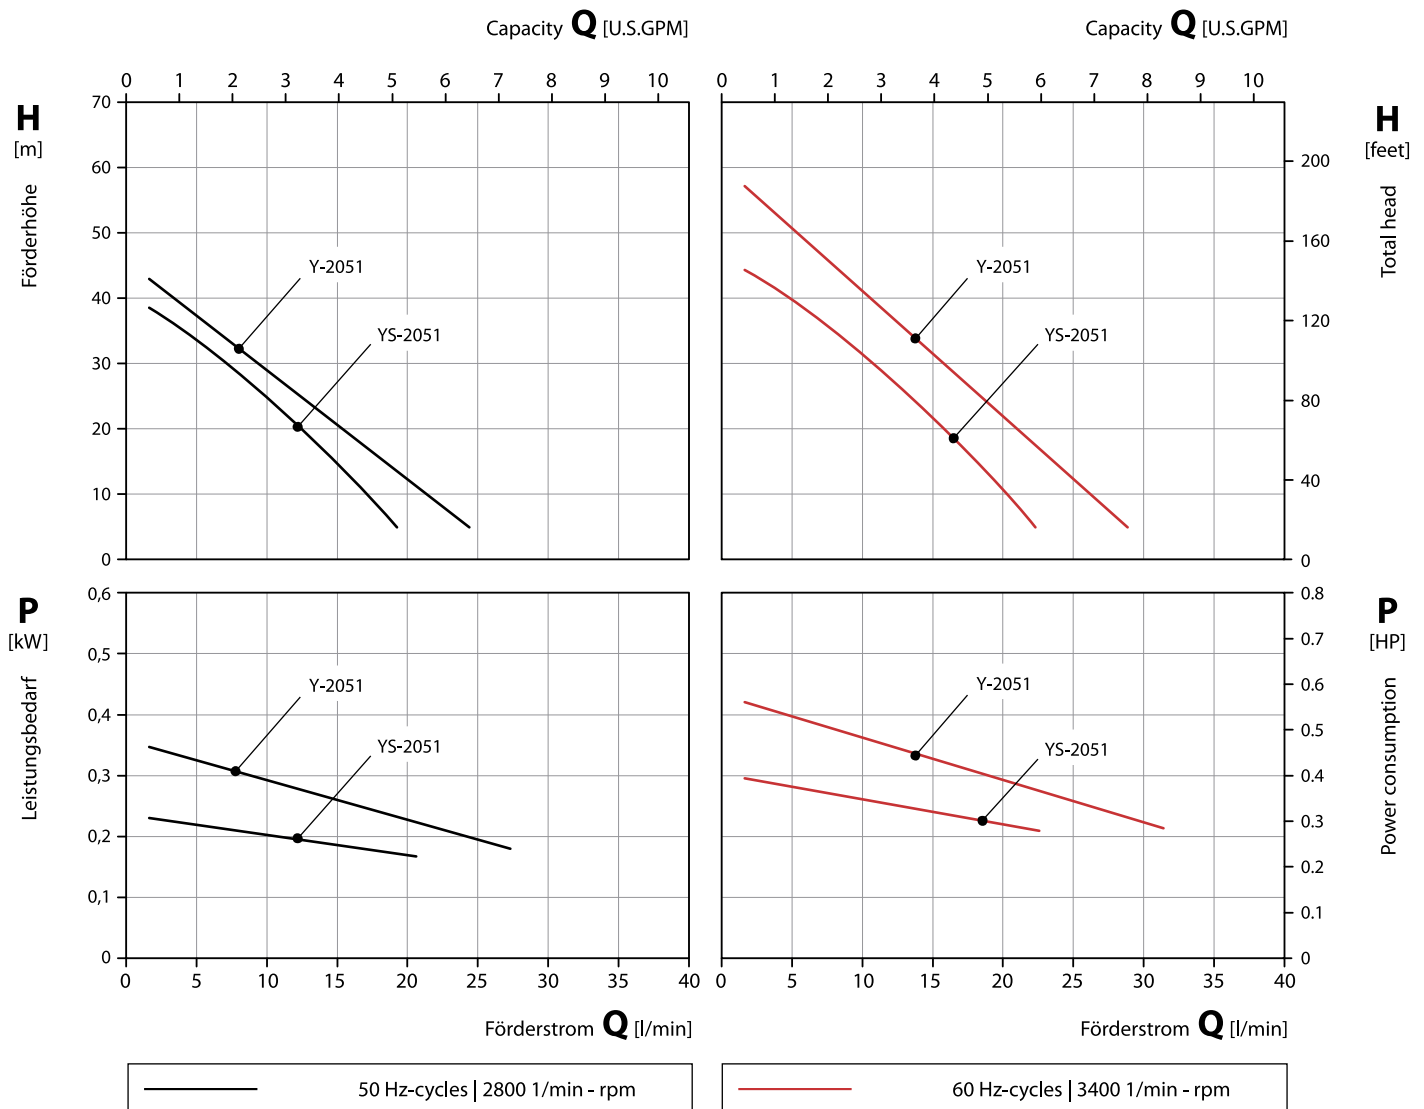 Capacity Q [U.S.GPM]
Capacity Q [U.S.GPM]
0 1 2 3 4 5 6 7 8 9 10
0 1 2 3 4 5 6 7 8 9 10
H
[m]
Förderhöhe
70
60
50
40
30
20
10
0
Y-2051
YS-2051
Y-2051
YS-2051
H
[feet]
Total head
200
160
120
80
40
0
P
[kW]
Leistungsbedarf
0,6
0,5
0,4
0,3
0,2
0,1
0
Y-2051
YS-2051
Y-2051
YS-2051
P
[HP]
Power consumption
0.8
0.7
0.6
0.5
0.4
0.3
0.2
0.1
0
0 5 10 15 20 25 30 35 40
0 5 10 15 20 25 30 35 40
Förderstrom Q [l/min]
Förderstrom Q [l/min]
50 Hz-cycles | 2800 1/min - rpm
60 Hz-cycles | 3400 1/min - rpm